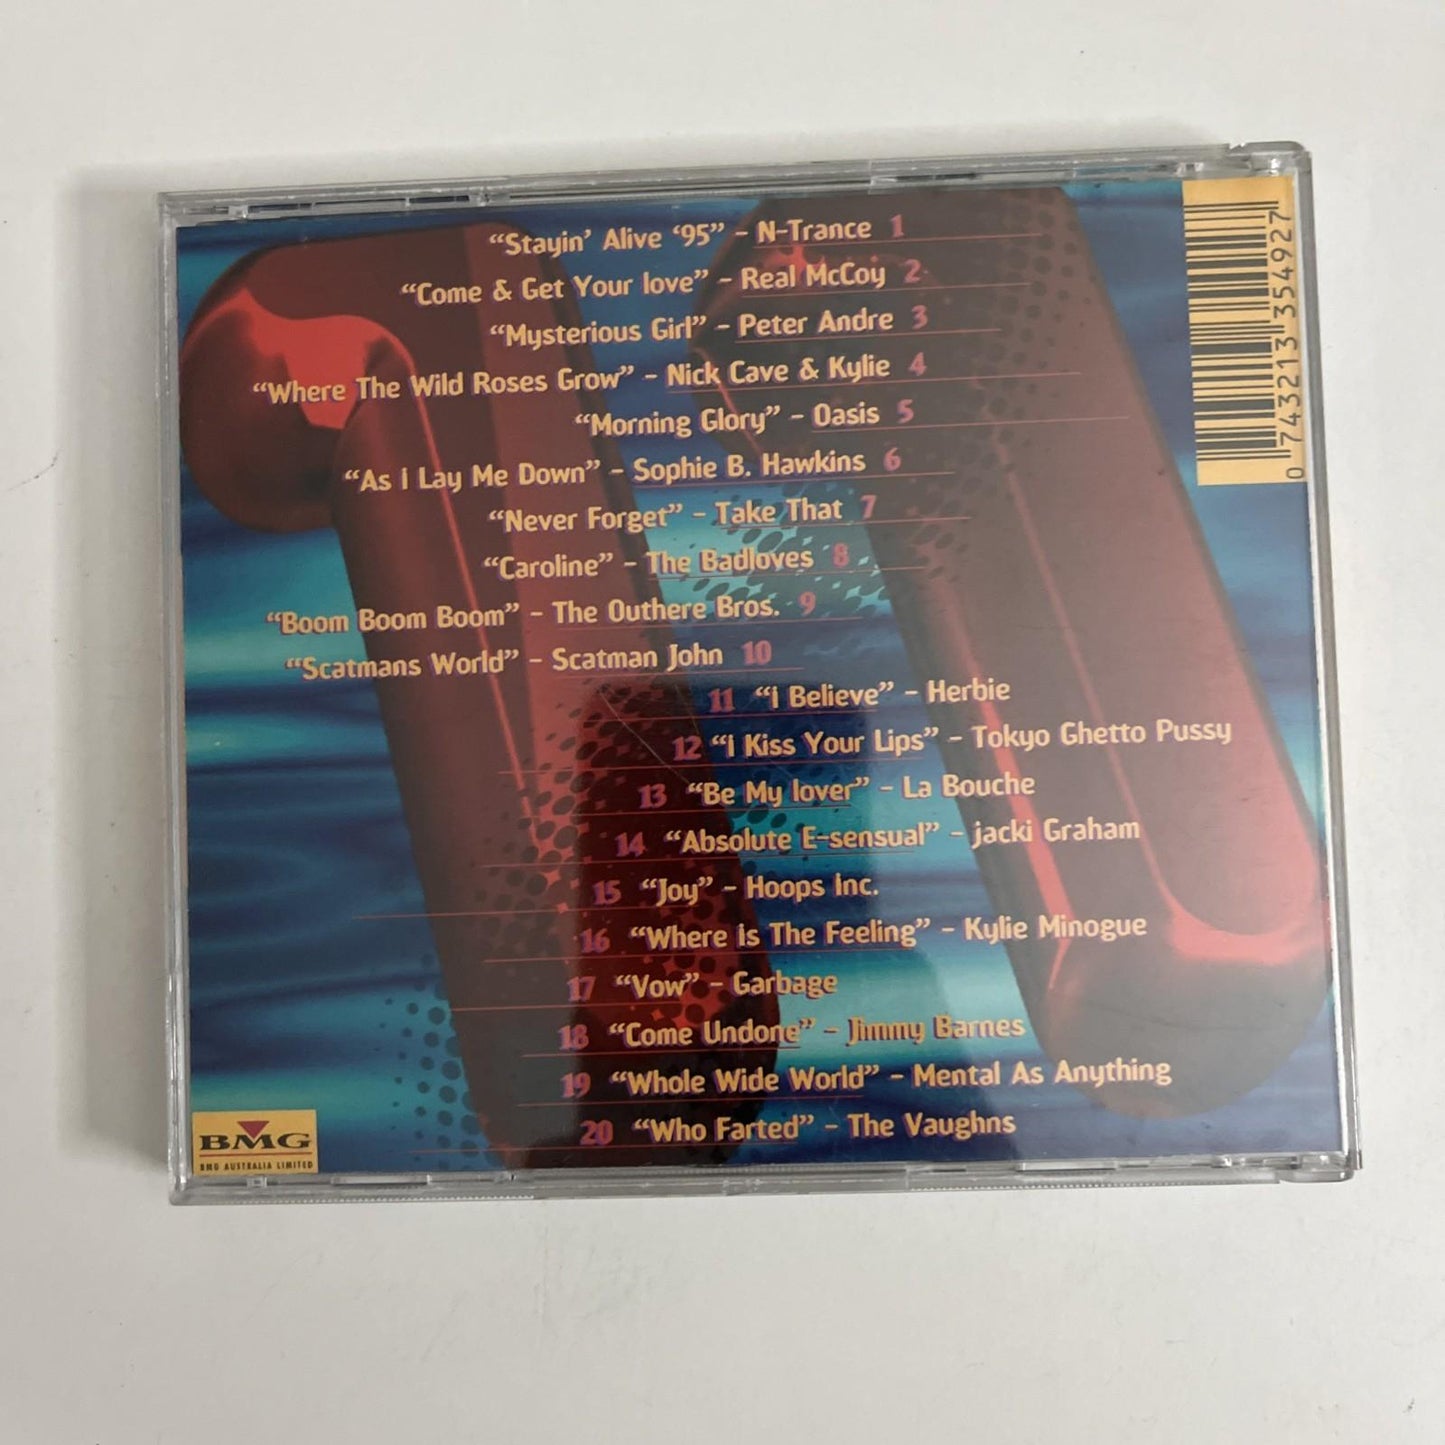 “Stayin’ Alive ‘95” - N-Trance 1
“Come & Get Your love” - Real McCoy 2
“Mysterious Girl” - Peter Andre 3
“Where The Wild Roses Grow” - Nick Cave & Kylie 4
“Morning Glory” - Oasis 5
“As I Lay Me Down” - Sophie B. Hawkins 6
“Never Forget” - Take That 7
“Caroline” - The Badloves 8
“Boom Boom Boom” - The Outhere Bros. 9
“Scatmans World” - Scatman John 10
11 “I Believe” - Herbie
12 “I Kiss Your Lips” - Tokyo Ghetto Pussy
13 “Be My lover” - La Bouche
14 “Absolute E-sensual” - jacki Graham
15 “Joy” - Hoops Inc.
16 “Where is The Feeling” - Kylie Minogue
17 “Vow” - Garbage
18 “Come Undone” - Jimmy Barnes
19 “Whole Wide World” - Mental As Anything
20 “Who Farted” - The Vaughns
0 743213 354927
BMG
BMG AUSTRALIA LIMITED